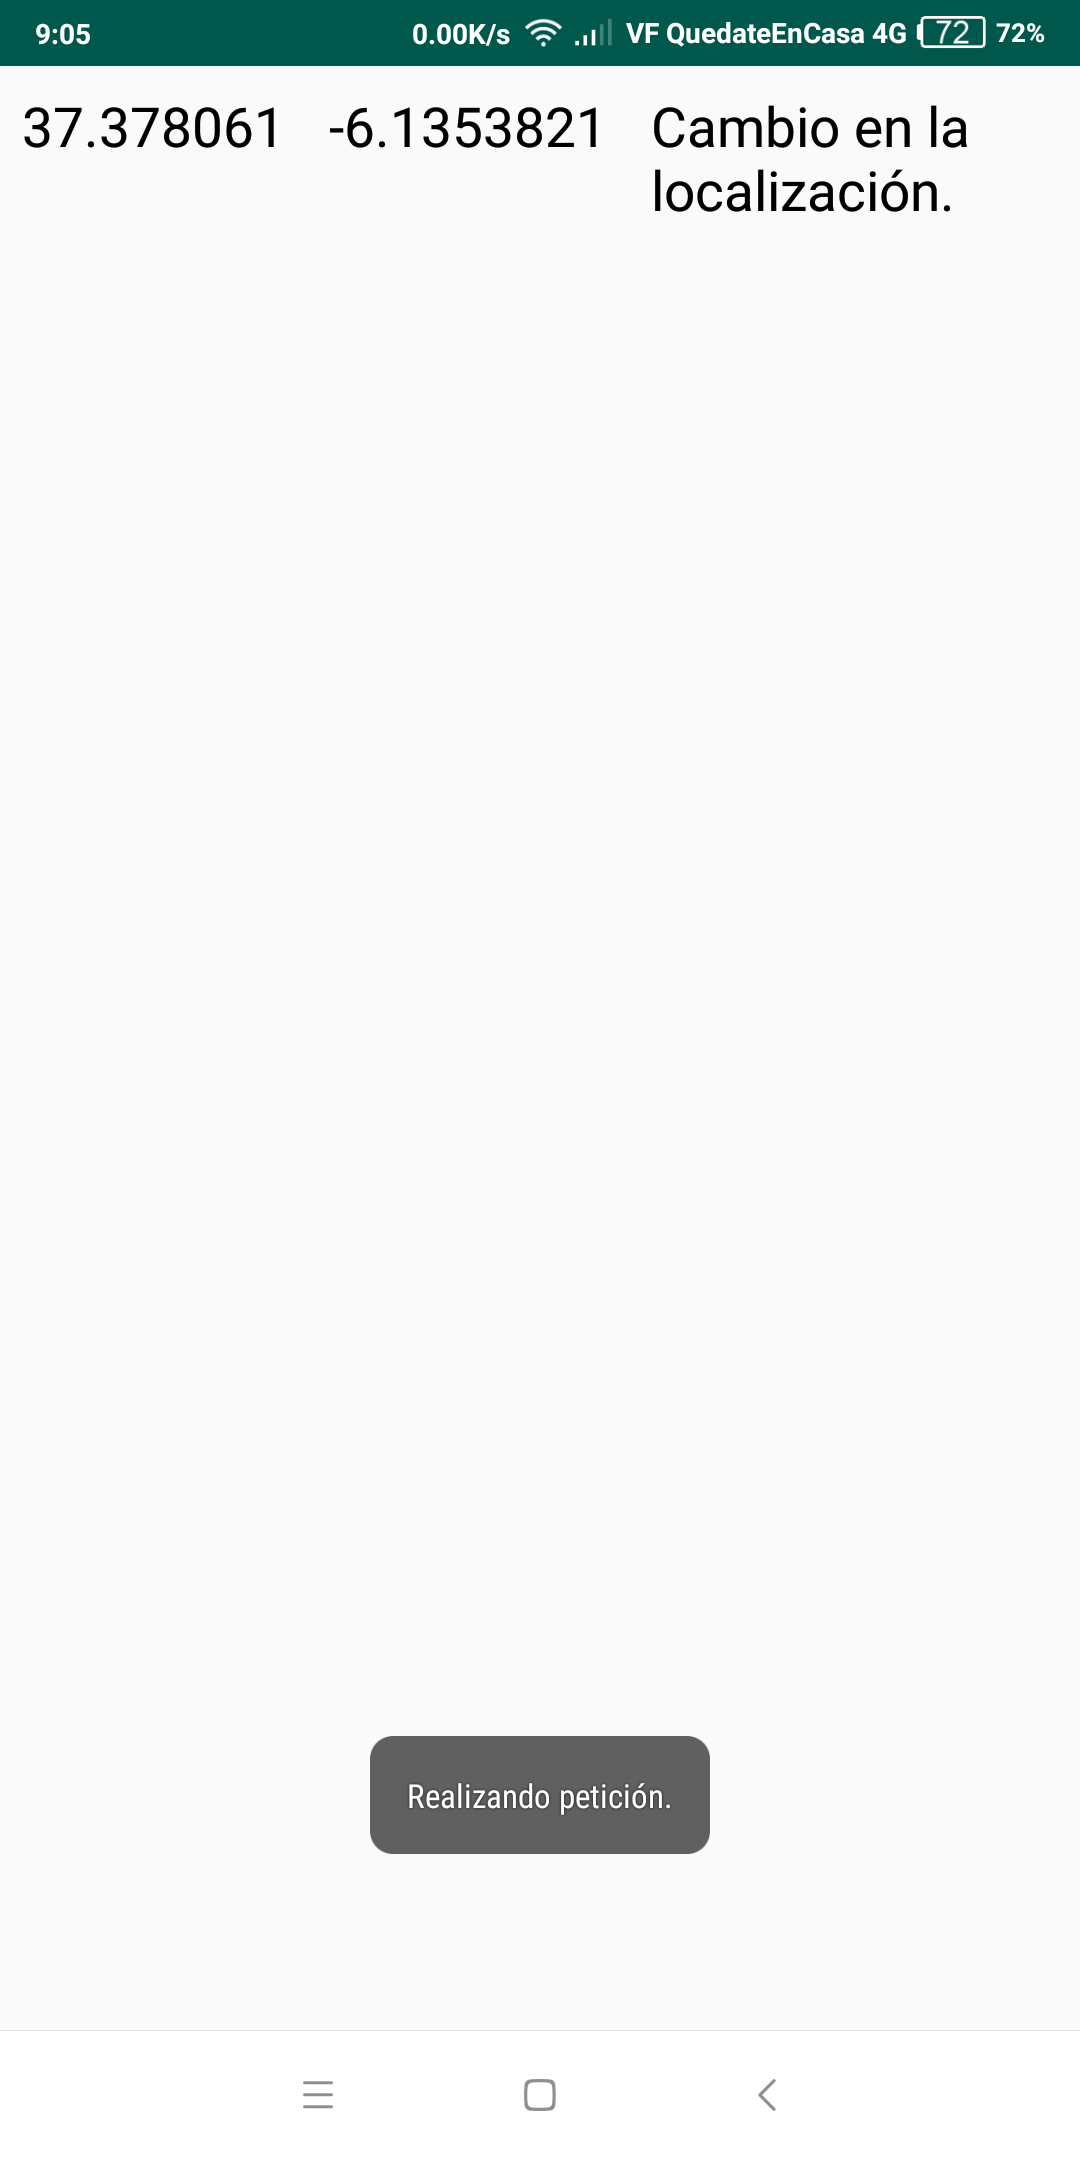 9:05 0.00K/s VF QuedateEnCasa 4G 72 72%
37.378061 -6.1353821 Cambio en la
localización.
Realizando petición.